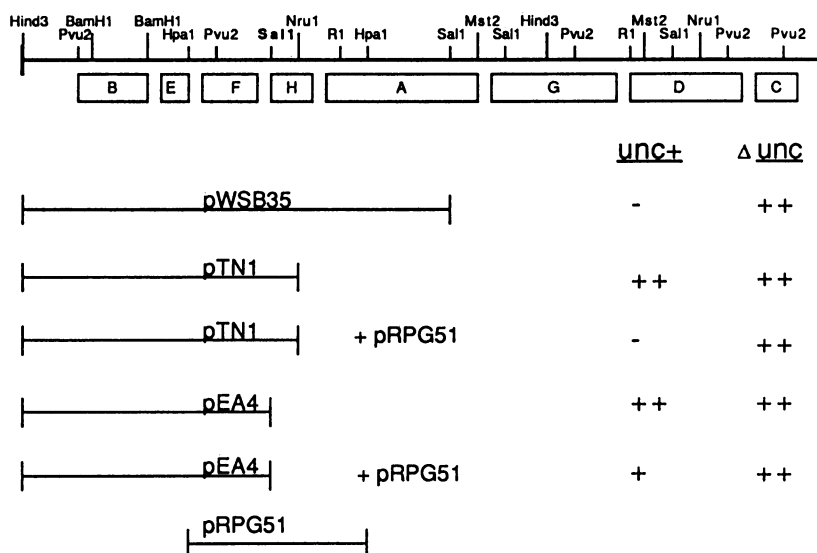 Hind3 BamH1 BamH1 Nru1 Mst2 Hind3 Mst2 Nru1
Pvu2 Hpa1 Pvu2 Sal1 R1 Hpa1 Sal1 Sal1 Pvu2 R1 Sal1 Pvu2 Pvu2
B E F H A G D C
unc+ Δ unc
pWSB35 - ++
pTN1 ++ ++
pTN1 + pRPG51 - ++
pEA4 ++ ++
pEA4 + pRPG51 + ++
pRPG51